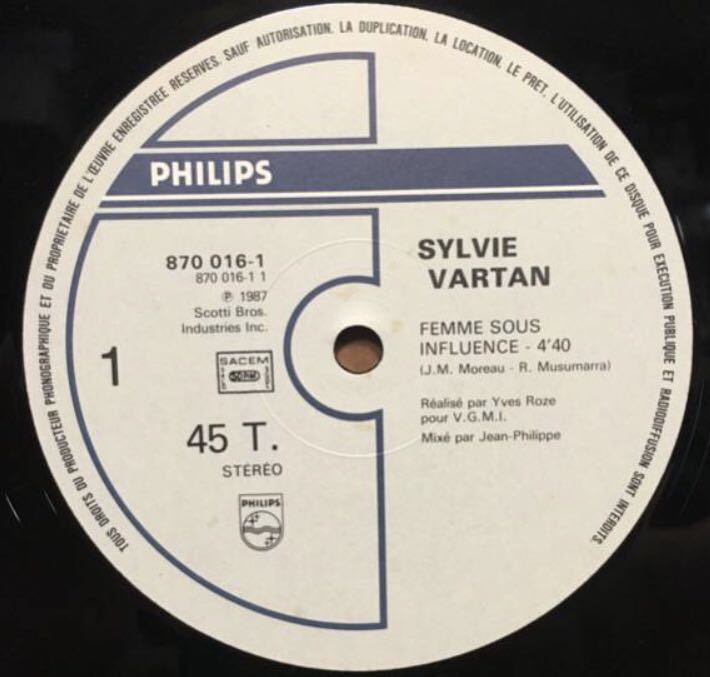 TOUS DROITS DU PRODUCTEUR PHONOGRAPHIQUE ET DU PROPRIETAIRE DE L'ŒUVRE ENREGISTREE RESERVES. SAUF AUTORISATION, LA DUPLICATION, LA LOCATION, LE PRET, L'UTILISATION DE CE DISQUE POUR EXECUTION PUBLIQUE ET RADIODIFFUSION SONT INTERDITS.
PHILIPS
870 016-1
870 016-1 1
℗ 1987
Scotti Bros.
Industries Inc.
1
SACEM
45 T.
STÉRÉO
PHILIPS
SYLVIE
VARTAN
FEMME SOUS
INFLUENCE - 4'40
(J.M. Moreau - R. Musumarra)
Réalisé par Yves Roze
pour V.G.M.I.
Mixé par Jean-Philippe